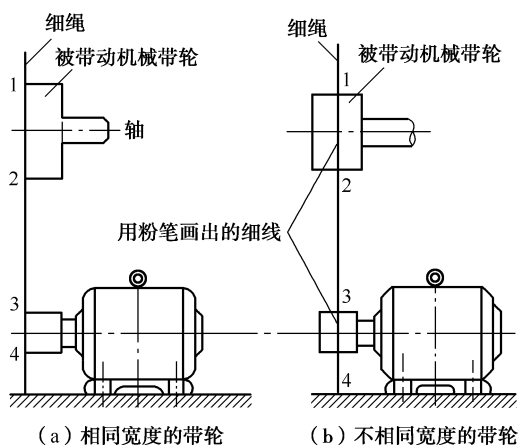 细绳
被带动机械带轮
1
轴
2
3
4
(a)相同宽度的带轮
用粉笔画出的细线
细绳
被带动机械带轮
1
2
3
4
(b)不相同宽度的带轮